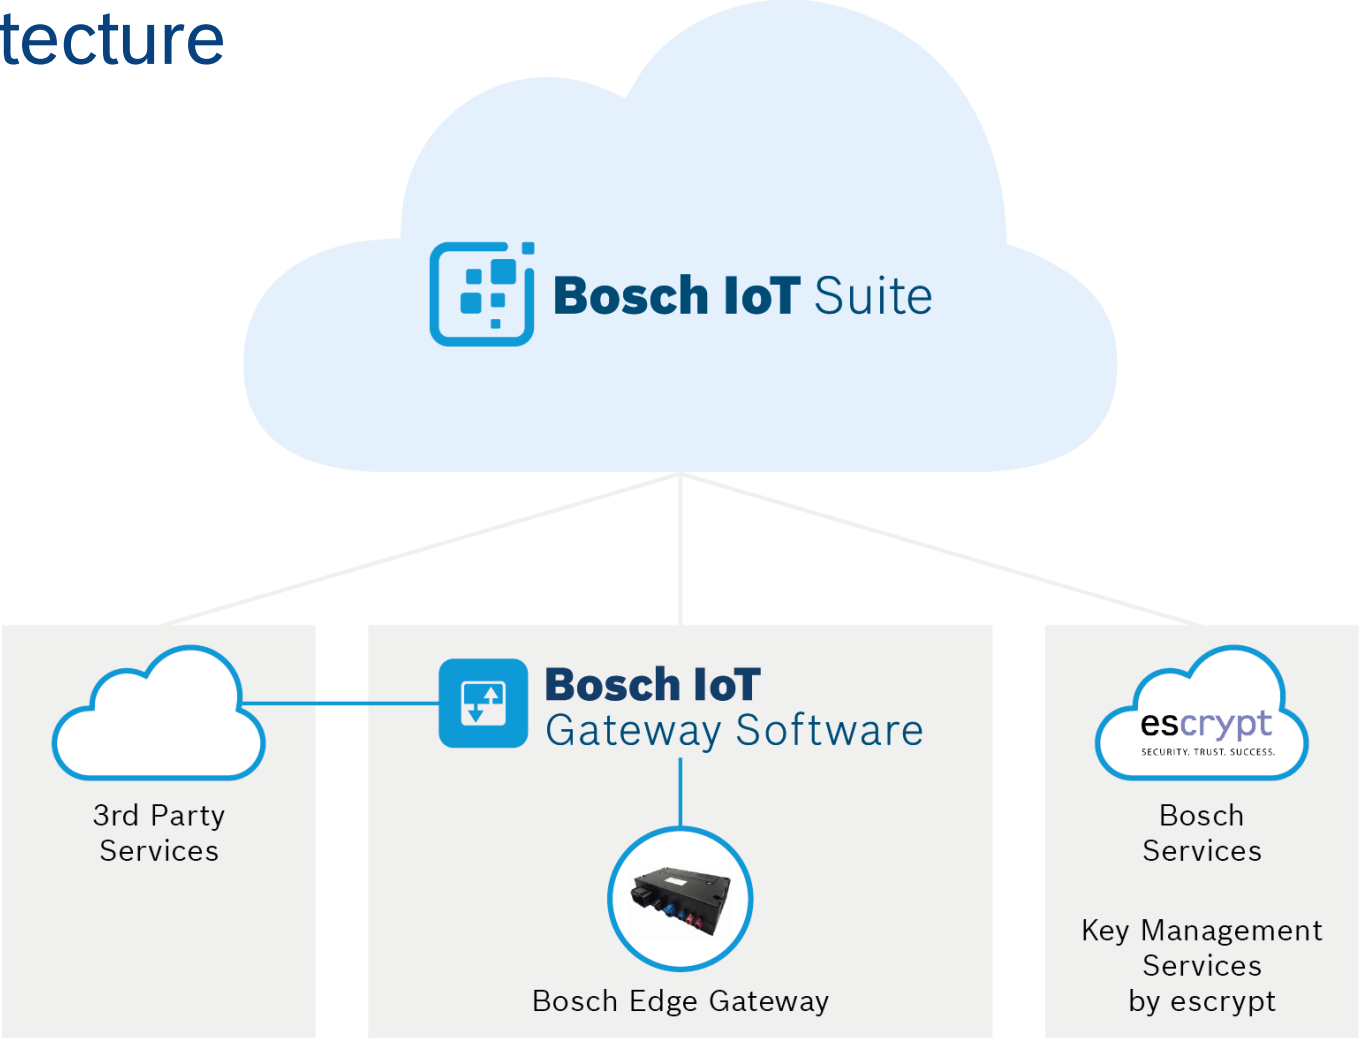 tecture
Bosch IoT Suite
Bosch IoT
Gateway Software
escrypt
SECURITY. TRUST. SUCCESS.
3rd Party
Services
Bosch
Services
Key Management
Services
by escrypt
Bosch Edge Gateway